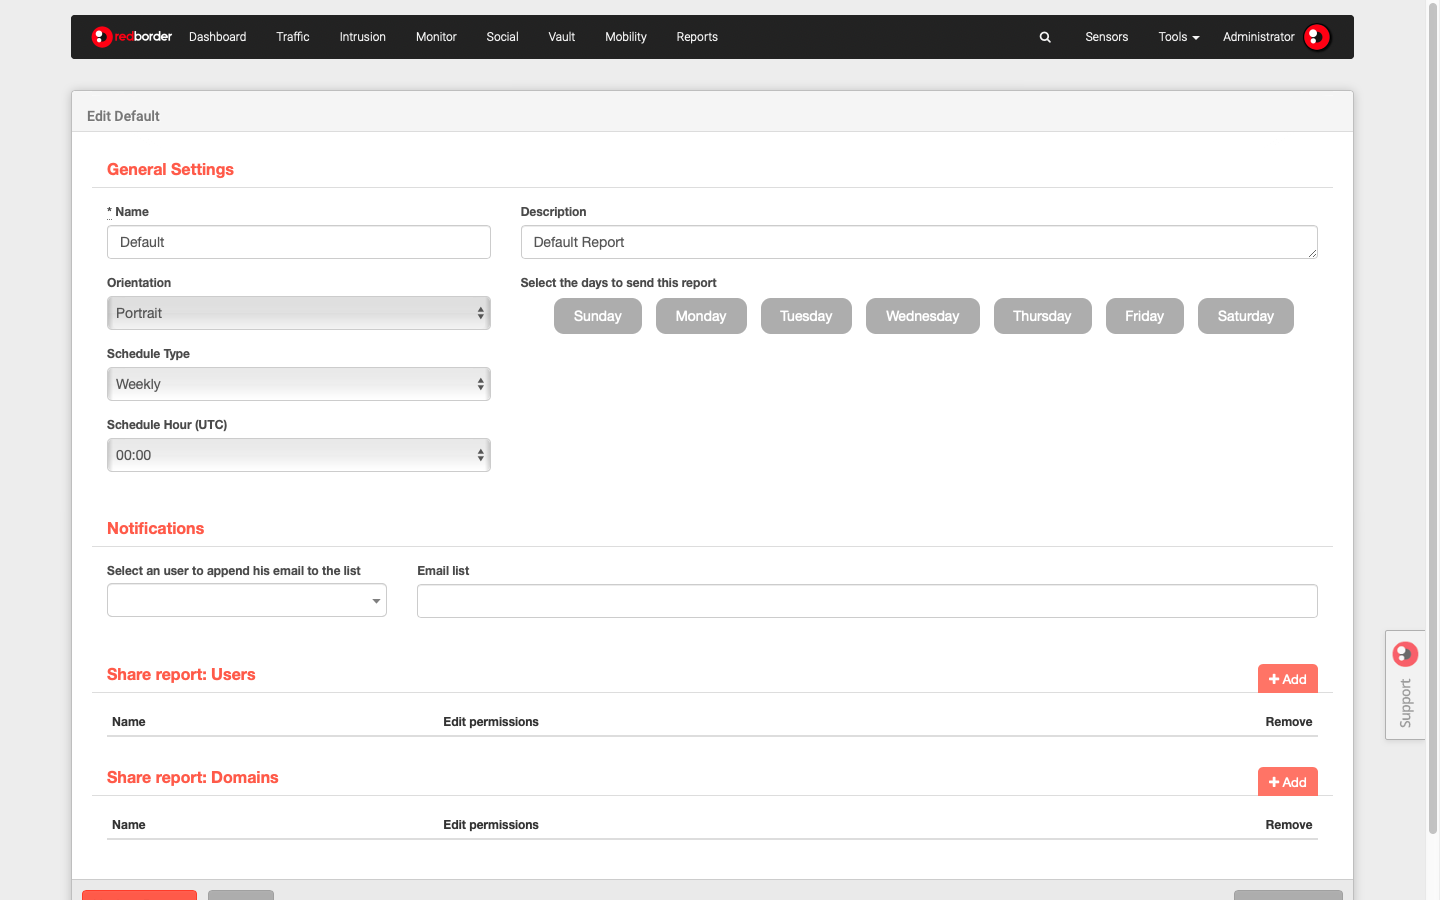 redborder Dashboard Traffic Intrusion Monitor Social Vault Mobility Reports Sensors Tools Administrator
Edit Default
General Settings
* Name Description
Default Default Report
Orientation Select the days to send this report
Portrait Sunday Monday Tuesday Wednesday Thursday Friday Saturday
Schedule Type
Weekly
Schedule Hour (UTC)
00:00
Notifications
Select an user to append his email to the list Email list
Share report: Users + Add
Name Edit permissions Remove
Share report: Domains + Add
Name Edit permissions Remove
Support